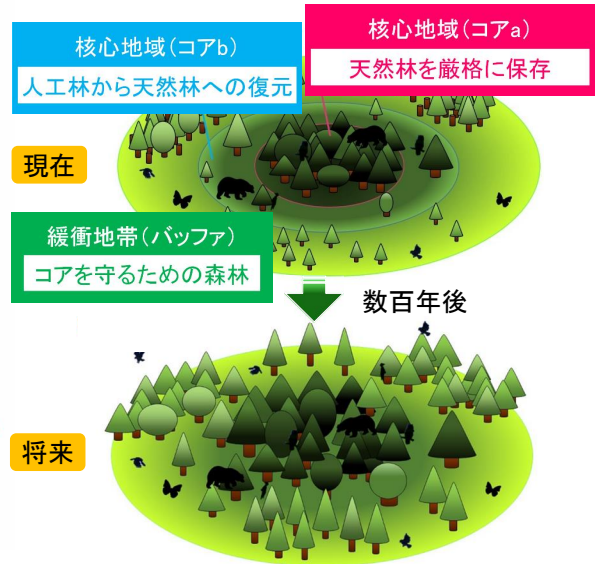 核心地域(コアb)
人工林から天然林への復元
核心地域(コアa)
天然林を厳格に保存
現在
緩衝地帯(バッファ)
コアを守るための森林
数百年後
将来